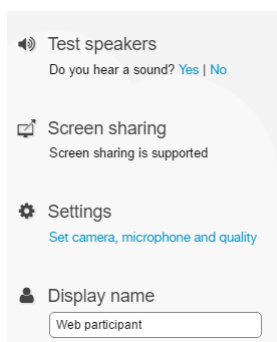 Test speakers
Do you hear a sound? Yes | No
Screen sharing
Screen sharing is supported
Settings
Set camera, microphone and quality
Display name
Web participant